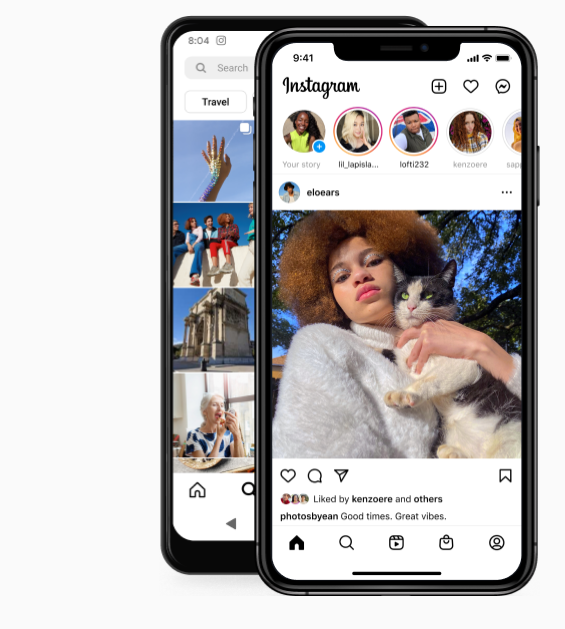 8:04
Search
Travel
9:41
Instagram
Your story
lil_lapisla...
lofti232
kenzoere
sapp
eloears
Liked by kenzoere and others
photosbyean Good times. Great vibes.